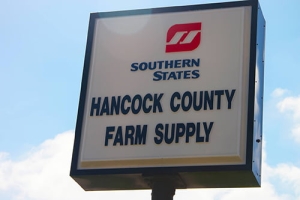 SOUTHERN
STATES
HANCOCK COUNTY
FARM SUPPLY